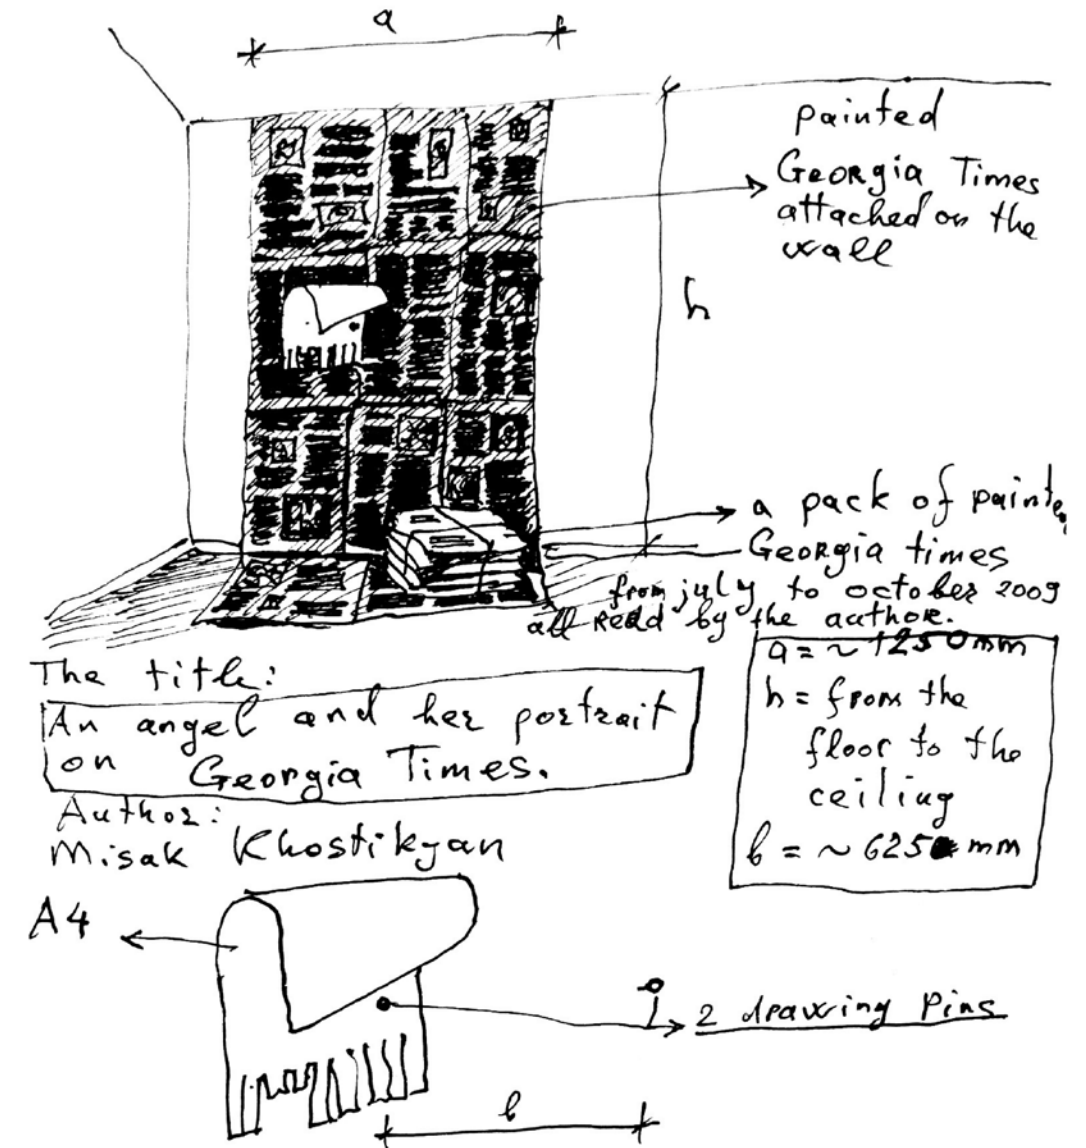 a
painted
Georgia Times
attached on the
wall
h
a pack of painted
Georgia times
from july to october 2009
all read by the author.
The title:
An angel and her portrait
on Georgia Times.
Author:
Misak Khostikyan
a = ~ 1250 mm
h = from the
floor to the
ceiling
b = ~ 625 mm
A4
2 drawing Pins
b